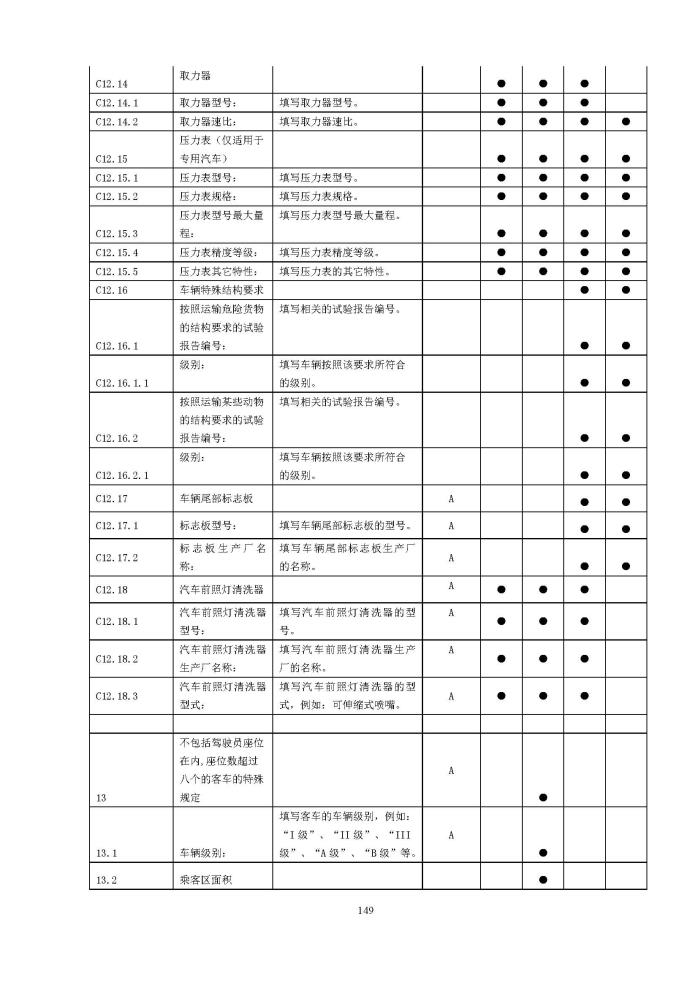 C12.14 取力器 ● ● ●
C12.14.1 取力器型号: 填写取力器型号。 ● ● ●
C12.14.2 取力器速比: 填写取力器速比。 ● ● ● ●
压力表（仅适用于
C12.15 专用汽车） ● ● ● ●
C12.15.1 压力表型号: 填写压力表型号。 ● ● ● ●
C12.15.2 压力表规格: 填写压力表规格。 ● ● ● ●
压力表型号最大量 填写压力表型号最大量程。
C12.15.3 程: ● ● ● ●
C12.15.4 压力表精度等级: 填写压力表精度等级。 ● ● ● ●
C12.15.5 压力表其它特性: 填写压力表的其它特性。 ● ● ● ●
C12.16 车辆特殊结构要求 ● ●
按照运输危险货物 填写相关的试验报告编号。
的结构要求的试验
C12.16.1 报告编号: ● ●
级别: 填写车辆按照该要求所符合
C12.16.1.1 的级别。 ● ●
按照运输某些动物 填写相关的试验报告编号。
的结构要求的试验
C12.16.2 报告编号: ● ●
级别: 填写车辆按照该要求所符合
C12.16.2.1 的级别。 ● ●
C12.17 车辆尾部标志板 A ● ●
C12.17.1 标志板型号: 填写车辆尾部标志板的型号。 A ● ●
标志板生产厂名 填写车辆尾部标志板生产厂
C12.17.2 称: 的名称。 A ● ●
C12.18 汽车前照灯清洗器 A ● ● ●
汽车前照灯清洗器 填写汽车前照灯清洗器的型
C12.18.1 型号: 号。 A ● ● ●
汽车前照灯清洗器 填写汽车前照灯清洗器生产
C12.18.2 生产厂名称: 厂的名称。 A ● ● ●
汽车前照灯清洗器 填写汽车前照灯清洗器的型
C12.18.3 型式: 式，例如: 可伸缩式喷嘴。 A ● ● ●
不包括驾驶员座位
在内,座位数超过
八个的客车的特殊 A
13 规定 ●
填写客车的车辆级别，例如:
“I 级”、“II 级”、“III A
13.1 车辆级别: 级”、“A 级”、“B 级”等。 ●
13.2 乘客区面积 ●
149